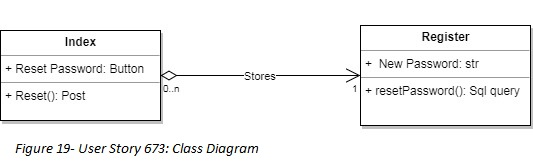 Index
+ Reset Password: Button
+ Reset(): Post
0..n
Stores
1
Register
+ New Password: str
+ resetPassword(): Sql query
Figure 19- User Story 673: Class Diagram